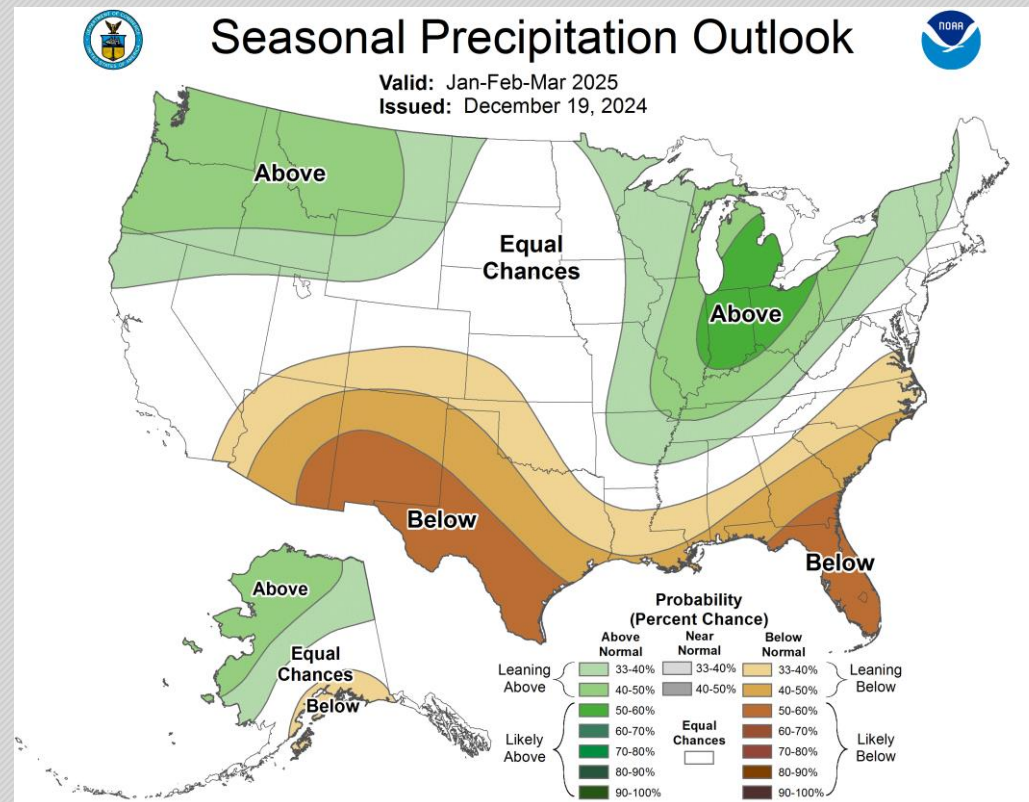 Seasonal Precipitation Outlook
NOAA
Valid: Jan-Feb-Mar 2025
Issued: December 19, 2024
Above
Equal
Chances
Above
Below
Below
Above
Equal
Chances
Below
Probability
(Percent Chance)
Above
Normal
Near
Normal
Below
Normal
Leaning
Above
33-40%
33-40%
33-40%
Leaning
Below
40-50%
40-50%
40-50%
Likely
Above
50-60%
60-70%
70-80%
80-90%
90-100%
Equal
Chances
50-60%
60-70%
70-80%
80-90%
90-100%
Likely
Below